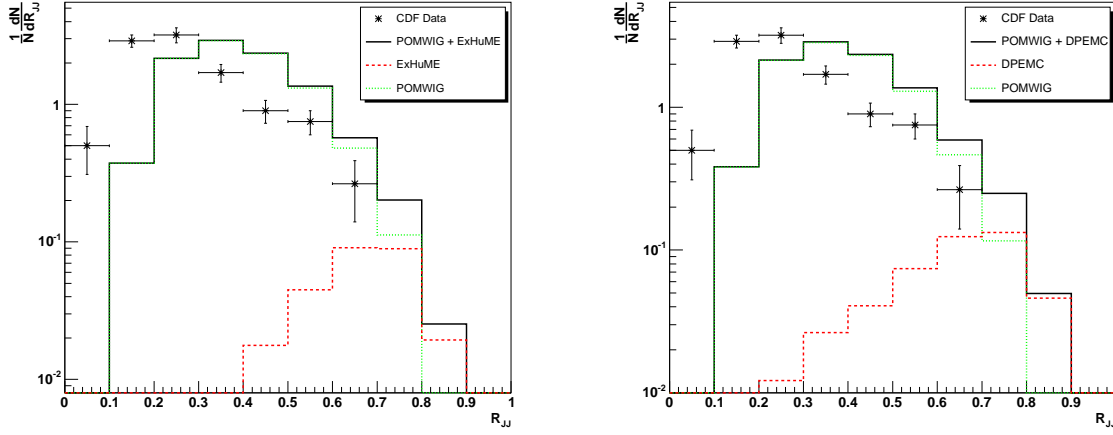 1/N dN/dR_JJ
CDF Data
POMWIG + ExHuME
ExHuME
POMWIG
1
10^-1
10^-2
0 0.1 0.2 0.3 0.4 0.5 0.6 0.7 0.8 0.9 1
R_JJ
1/N dN/dR_JJ
CDF Data
POMWIG + DPEMC
DPEMC
POMWIG
1
10^-1
10^-2
0 0.1 0.2 0.3 0.4 0.5 0.6 0.7 0.8 0.9
R_JJ